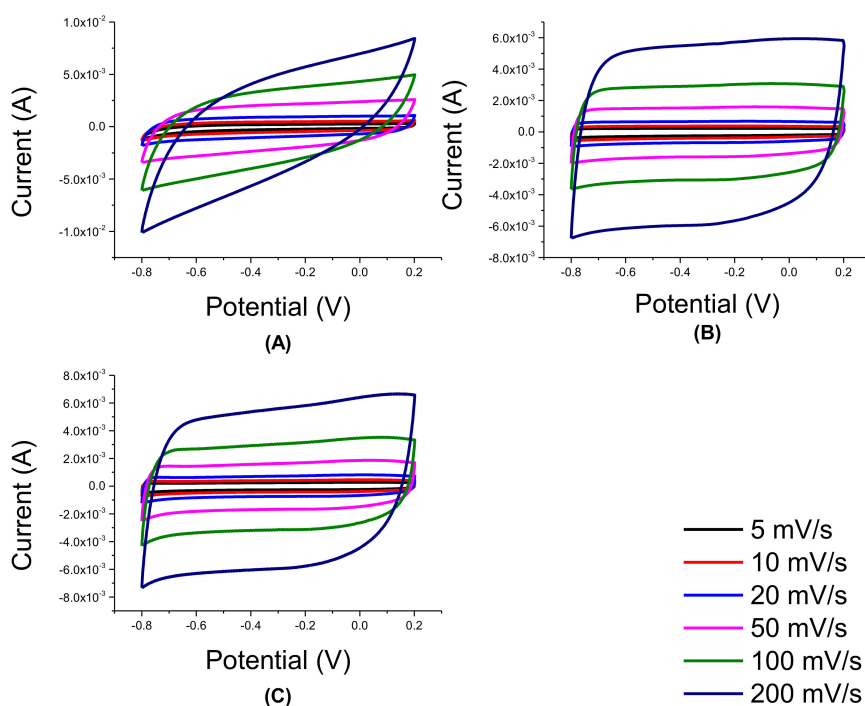 1.0x10⁻²
5.0x10⁻³
0.0
-5.0x10⁻³
-1.0x10⁻²
Current (A)
-0.8 -0.6 -0.4 -0.2 0.0 0.2
Potential (V)
(A)
6.0x10⁻³
4.0x10⁻³
2.0x10⁻³
0.0
-2.0x10⁻³
-4.0x10⁻³
-6.0x10⁻³
-8.0x10⁻³
Current (A)
-0.8 -0.6 -0.4 -0.2 0.0 0.2
Potential (V)
(B)
8.0x10⁻³
6.0x10⁻³
4.0x10⁻³
2.0x10⁻³
0.0
-2.0x10⁻³
-4.0x10⁻³
-6.0x10⁻³
-8.0x10⁻³
Current (A)
-0.8 -0.6 -0.4 -0.2 0.0 0.2
Potential (V)
(C)
5 mV/s
10 mV/s
20 mV/s
50 mV/s
100 mV/s
200 mV/s